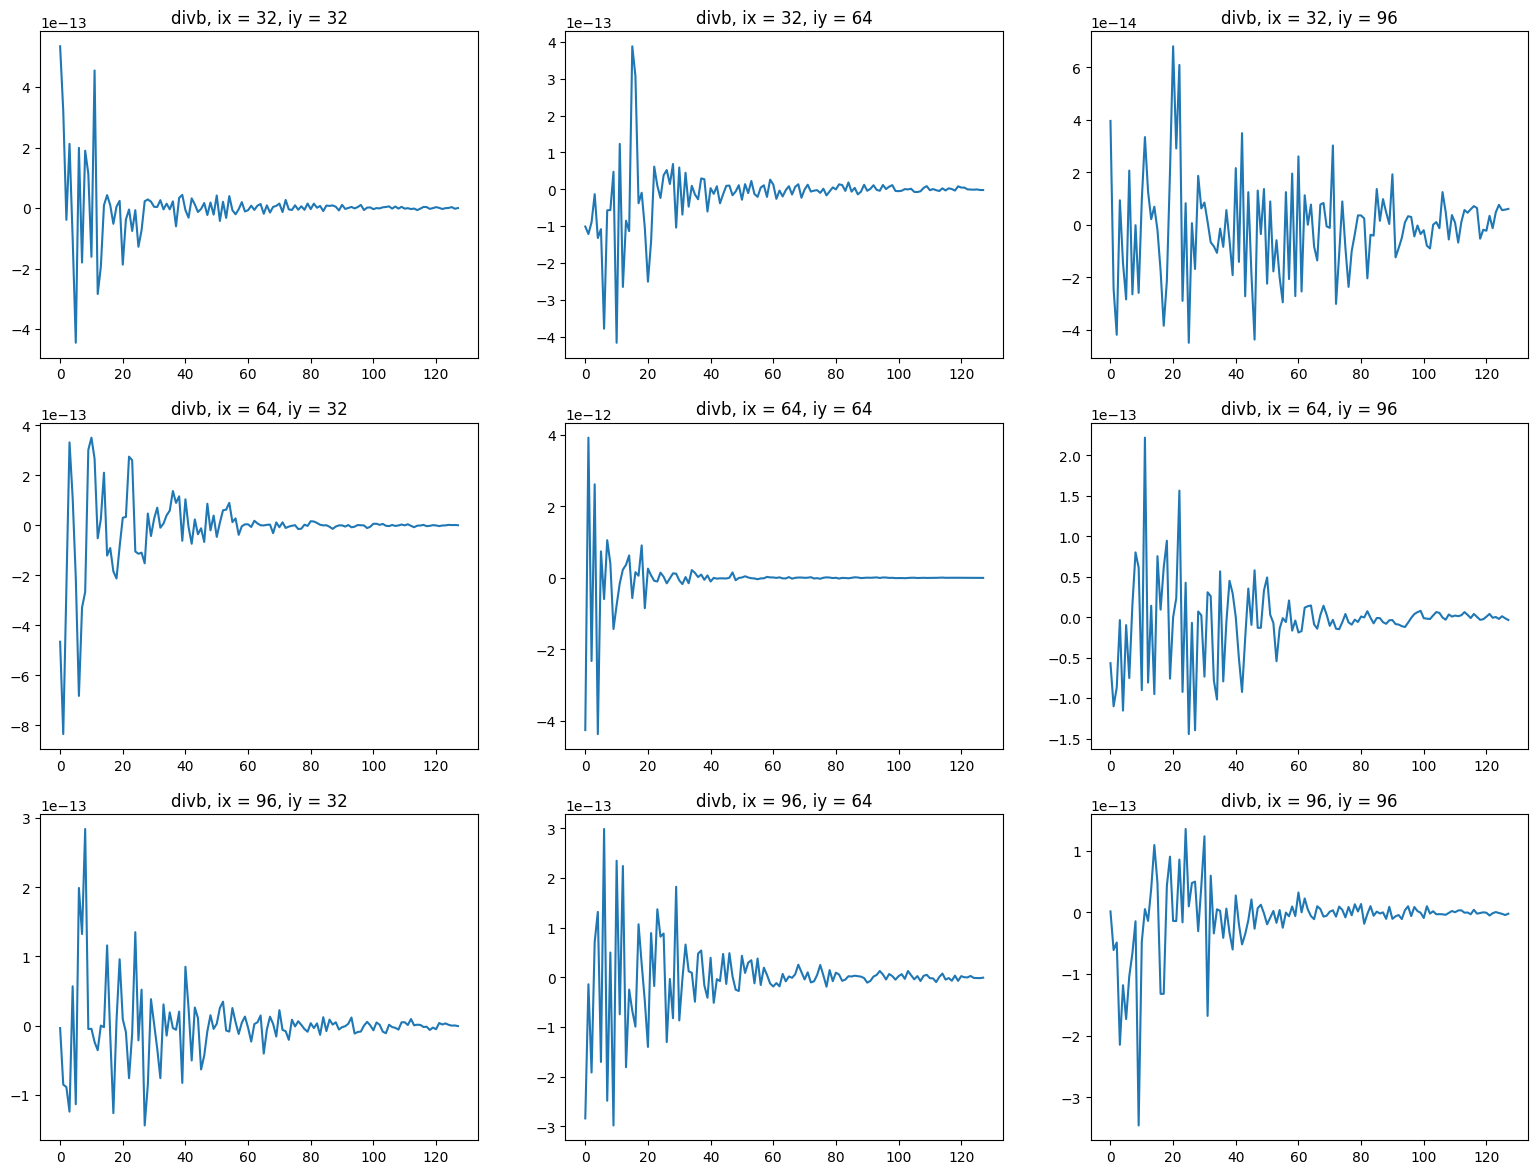 divb, ix = 32, iy = 32
1e−13
4
2
0
−2
−4
0 20 40 60 80 100 120
divb, ix = 32, iy = 64
1e−13
4
3
2
1
0
−1
−2
−3
−4
0 20 40 60 80 100 120
divb, ix = 32, iy = 96
1e−14
6
4
2
0
−2
−4
0 20 40 60 80 100 120
divb, ix = 64, iy = 32
1e−13
4
2
0
−2
−4
−6
−8
0 20 40 60 80 100 120
divb, ix = 64, iy = 64
1e−12
4
2
0
−2
−4
0 20 40 60 80 100 120
divb, ix = 64, iy = 96
1e−13
2.0
1.5
1.0
0.5
0.0
−0.5
−1.0
−1.5
0 20 40 60 80 100 120
divb, ix = 96, iy = 32
1e−13
3
2
1
0
−1
0 20 40 60 80 100 120
divb, ix = 96, iy = 64
1e−13
3
2
1
0
−1
−2
−3
0 20 40 60 80 100 120
divb, ix = 96, iy = 96
1e−13
1
0
−1
−2
−3
0 20 40 60 80 100 120